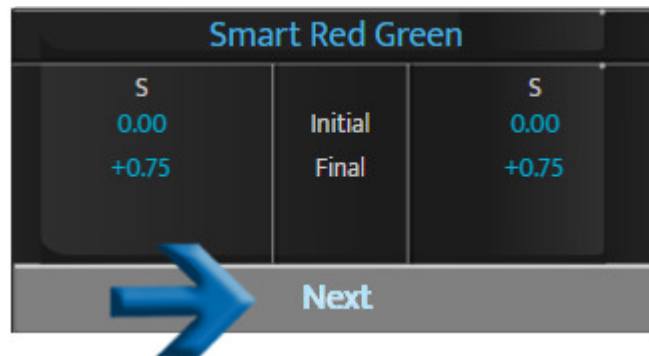 Smart Red Green
S S
0.00 Initial 0.00
+0.75 Final +0.75
Next